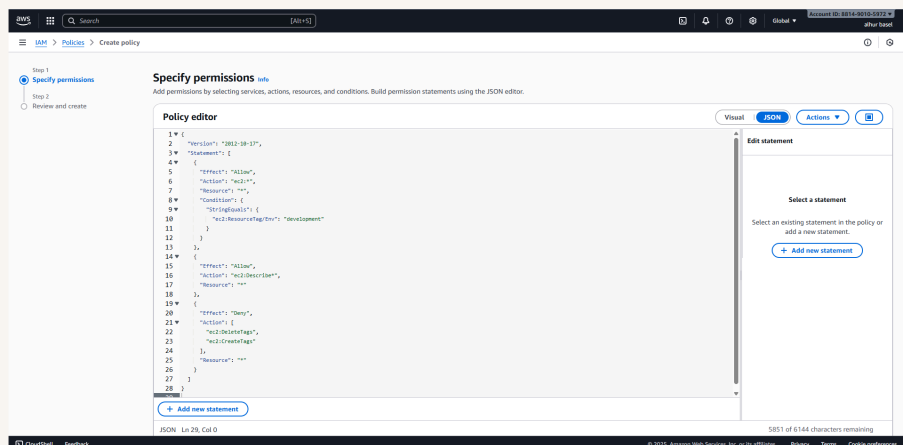 aws
Search [Alt+S]
Global
Account ID: 8814-9010-5972
alhur basel
IAM > Policies > Create policy
Step 1
Specify permissions
Step 2
Review and create
Specify permissions Info
Add permissions by selecting services, actions, resources, and conditions. Build permission statements using the JSON editor.
Policy editor
Visual JSON Actions
1 {
2 "Version": "2012-10-17",
3 "Statement": [
4 {
5 "Effect": "Allow",
6 "Action": "ec2:*",
7 "Resource": "*",
8 "Condition": {
9 "StringEquals": {
10 "ec2:ResourceTag/Env": "development"
11 }
12 }
13 },
14 {
15 "Effect": "Allow",
16 "Action": "ec2:Describe*",
17 "Resource": "*"
18 },
19 {
20 "Effect": "Deny",
21 "Action": [
22 "ec2:DeleteTags",
23 "ec2:CreateTags"
24 ],
25 "Resource": "*"
26 }
27 ]
28 }
+ Add new statement
JSON Ln 29, Col 0
5851 of 6144 characters remaining
Edit statement
Select a statement
Select an existing statement in the policy or
add a new statement.
+ Add new statement
CloudShell Feedback
© 2025, Amazon Web Services, Inc. or its affiliates. Privacy Terms Cookie preferences